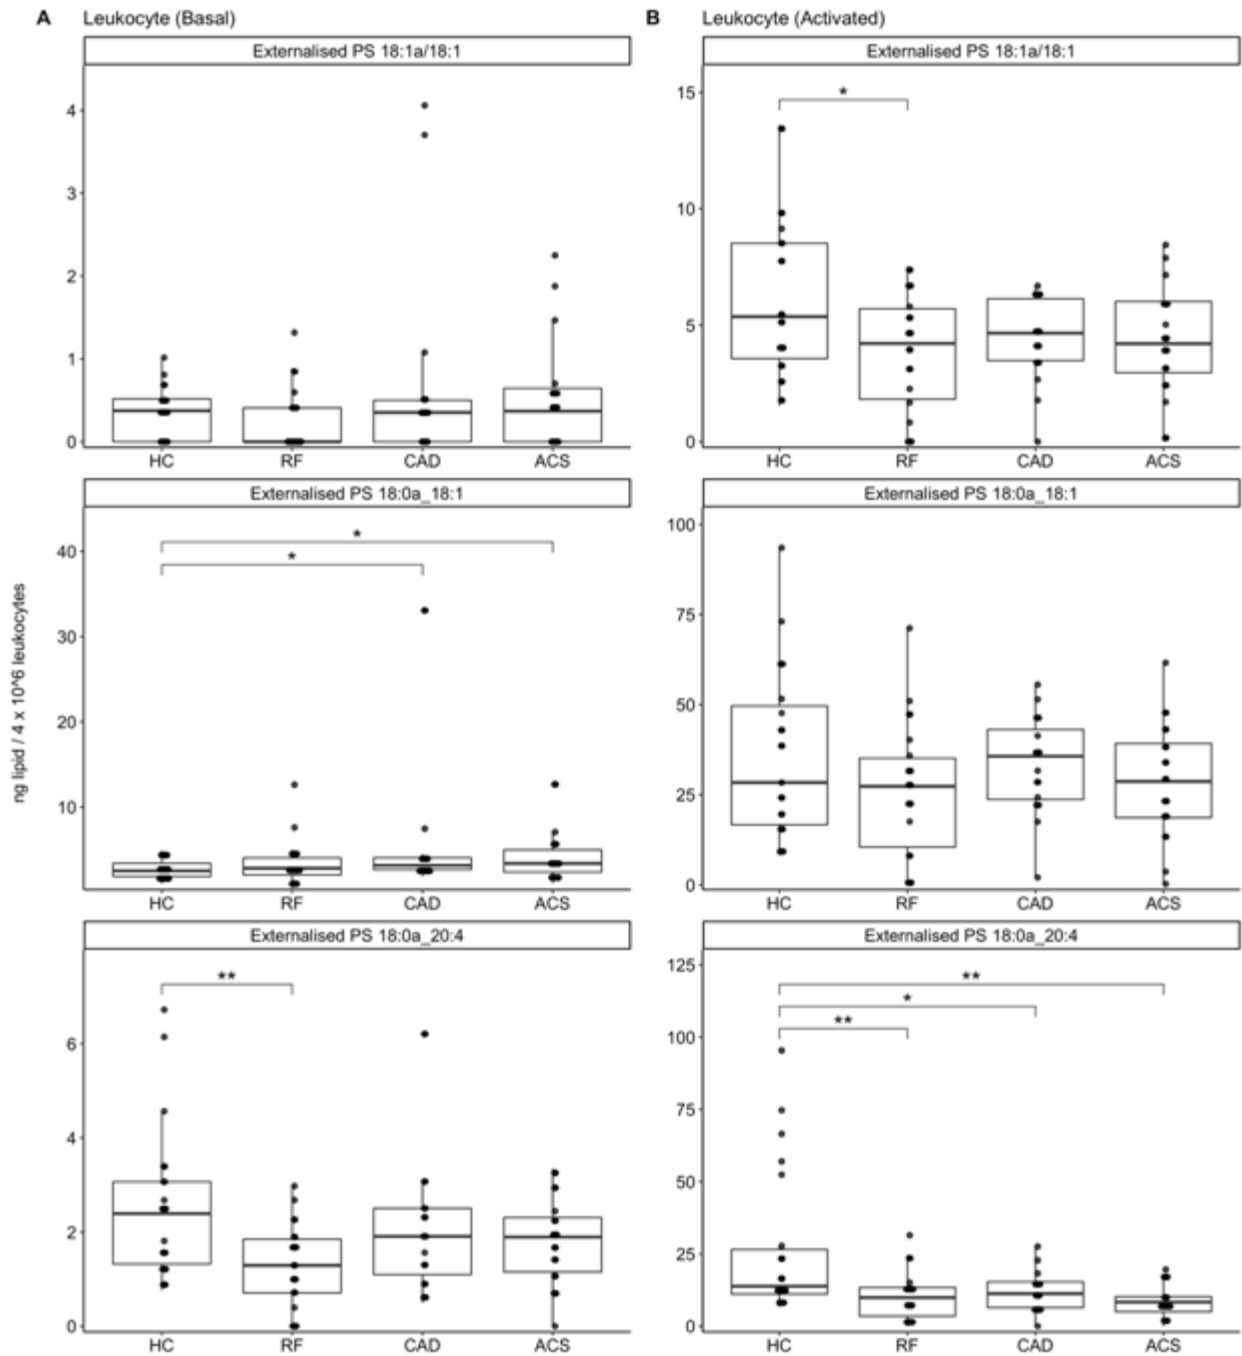 A Leukocyte (Basal)
B Leukocyte (Activated)
ng lipid / 4 x 10^6 leukocytes
Externalised PS 18:1a/18:1
4
3
2
1
0
HC RF CAD ACS
Externalised PS 18:0a_18:1
* 
*
40
30
20
10
HC RF CAD ACS
Externalised PS 18:0a_20:4
**
6
4
2
0
HC RF CAD ACS
Externalised PS 18:1a/18:1
*
15
10
5
0
HC RF CAD ACS
Externalised PS 18:0a_18:1
100
75
50
25
0
HC RF CAD ACS
Externalised PS 18:0a_20:4
125
**
*
**
100
75
50
25
0
HC RF CAD ACS